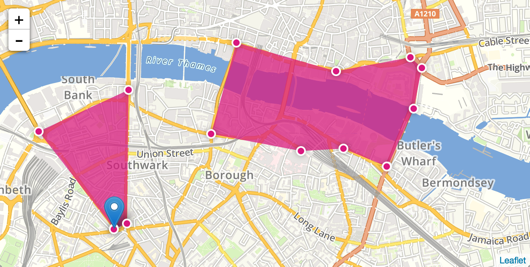 +
-
A1210
Cable Street
The Highw
River Thames
South
Bank
Union Street
Southwark
Butler's
Wharf
Borough
Bermondsey
mbeth
Baylis Road
Long Lane
Jamaica Road
Leaflet